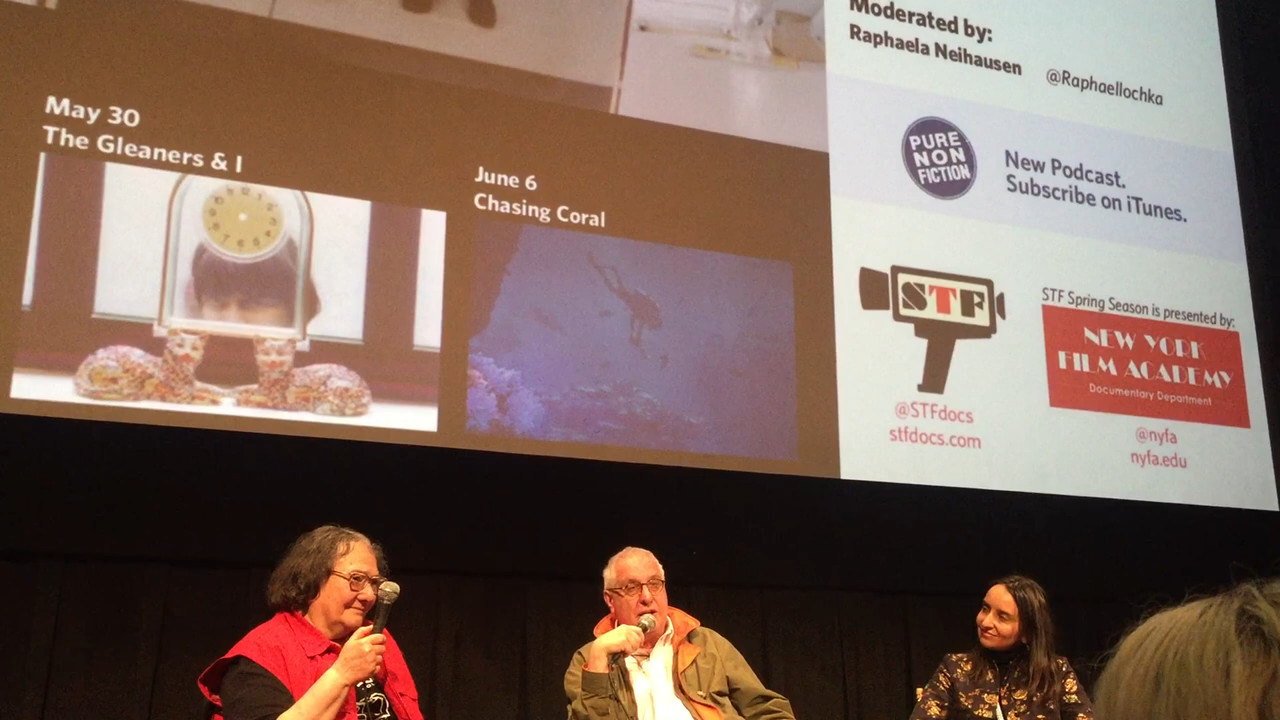 May 30
The Gleaners & I
June 6
Chasing Coral
Moderated by:
Raphaela Neihausen @Raphaellochka
PURE
NON
FICTION
New Podcast.
Subscribe on iTunes.
STF
@STFdocs
stfdocs.com
STF Spring Season is presented by:
NEW YORK
FILM ACADEMY
Documentary Department
@nyfa
nyfa.edu